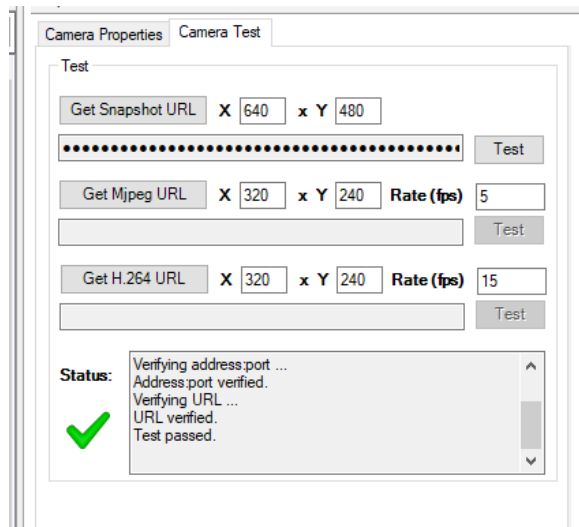 Camera Properties Camera Test
Test
Get Snapshot URL X 640 x Y 480
●●●●●●●●●●●●●●●●●●●●●●●●●●●●●●●●●●●●●●●●●● Test
Get Mjpeg URL X 320 x Y 240 Rate (fps) 5
Test
Get H.264 URL X 320 x Y 240 Rate (fps) 15
Test
Status:
Verifying address:port ...
Address:port verified.
Verifying URL ...
URL verified.
Test passed.